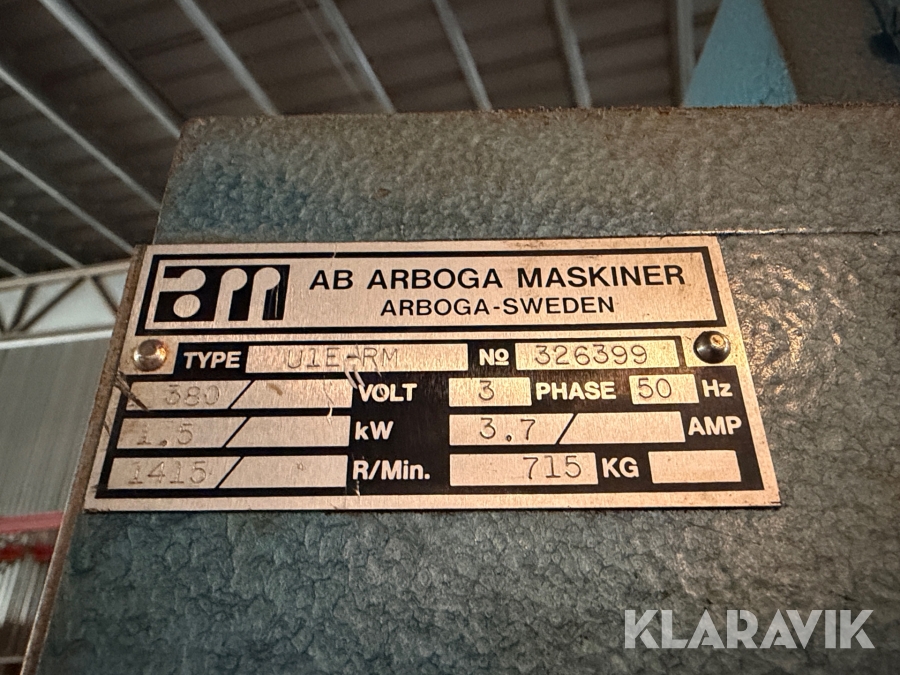 am AB ARBOGA MASKINER
ARBOGA-SWEDEN
TYPE U1E-RM Nº 326399
380/ VOLT 3 PHASE 50 Hz
1,5 / kW 3.7/ AMP
1415/ R/Min. 715 KG
KLARAVIK